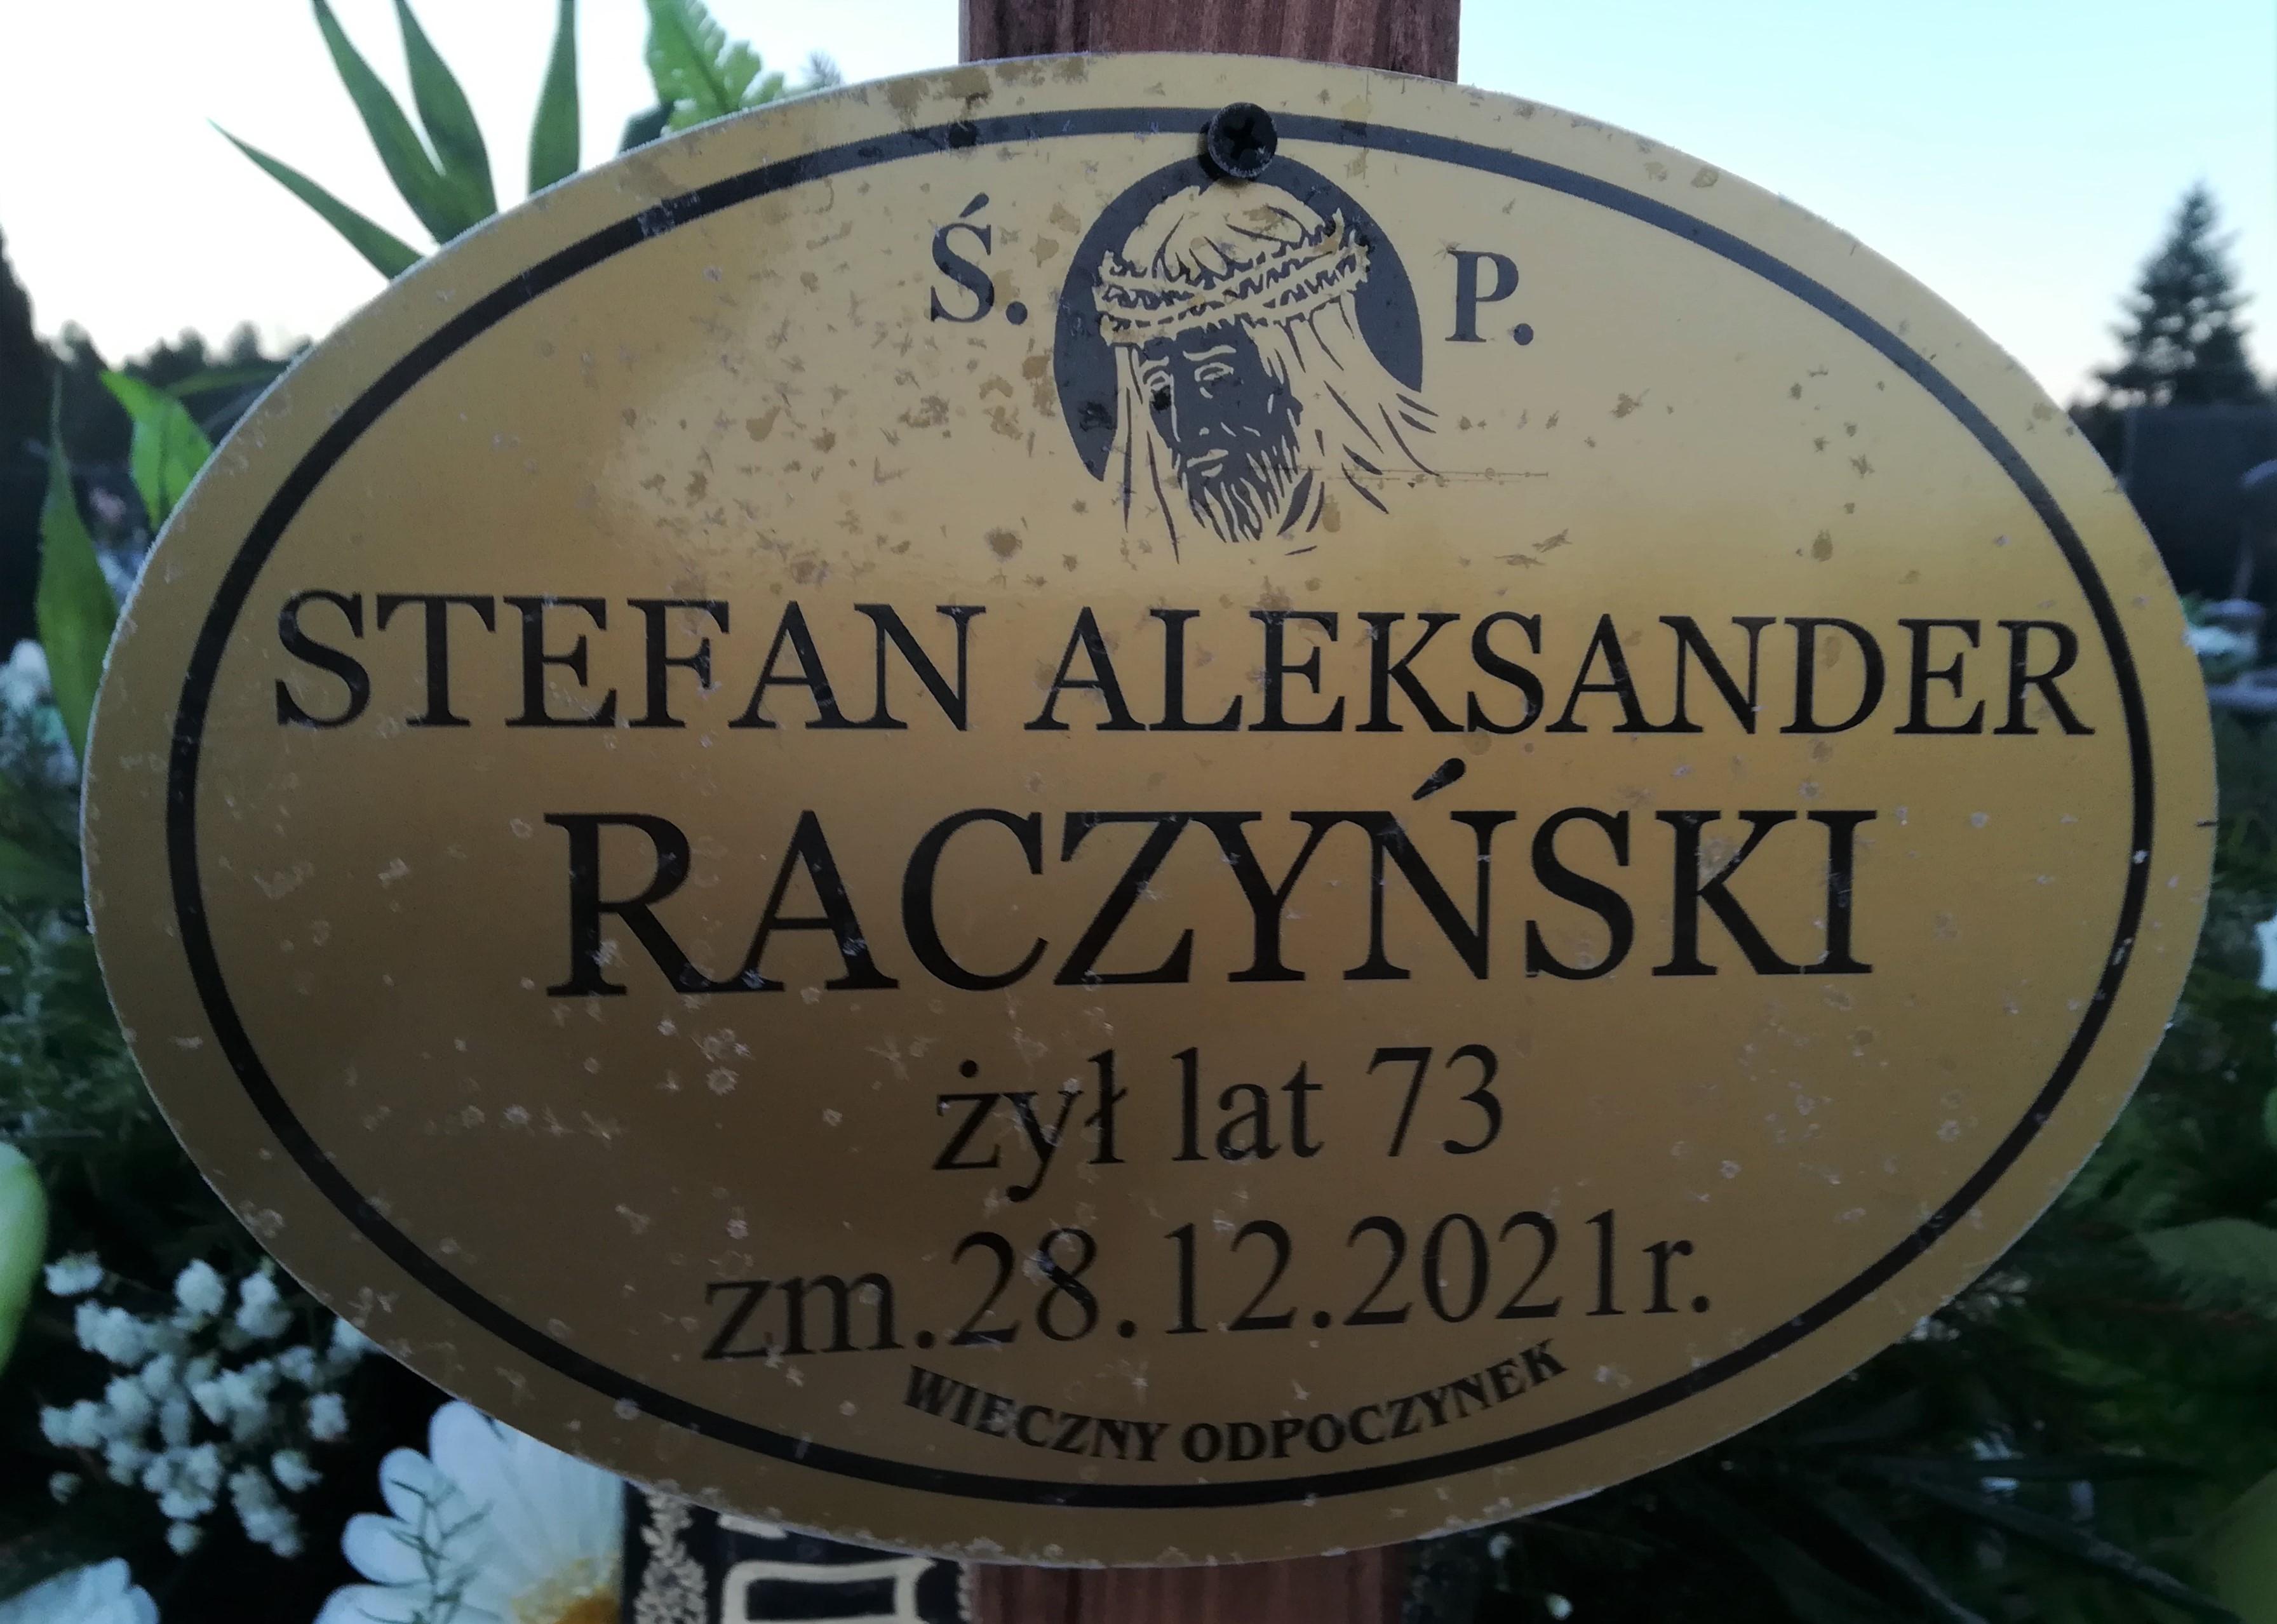 Ś. P.
STEFAN ALEKSANDER
RACZYŃSKI
żył lat 73
zm.28.12.2021r.
WIECZNY ODPOCZYNEK